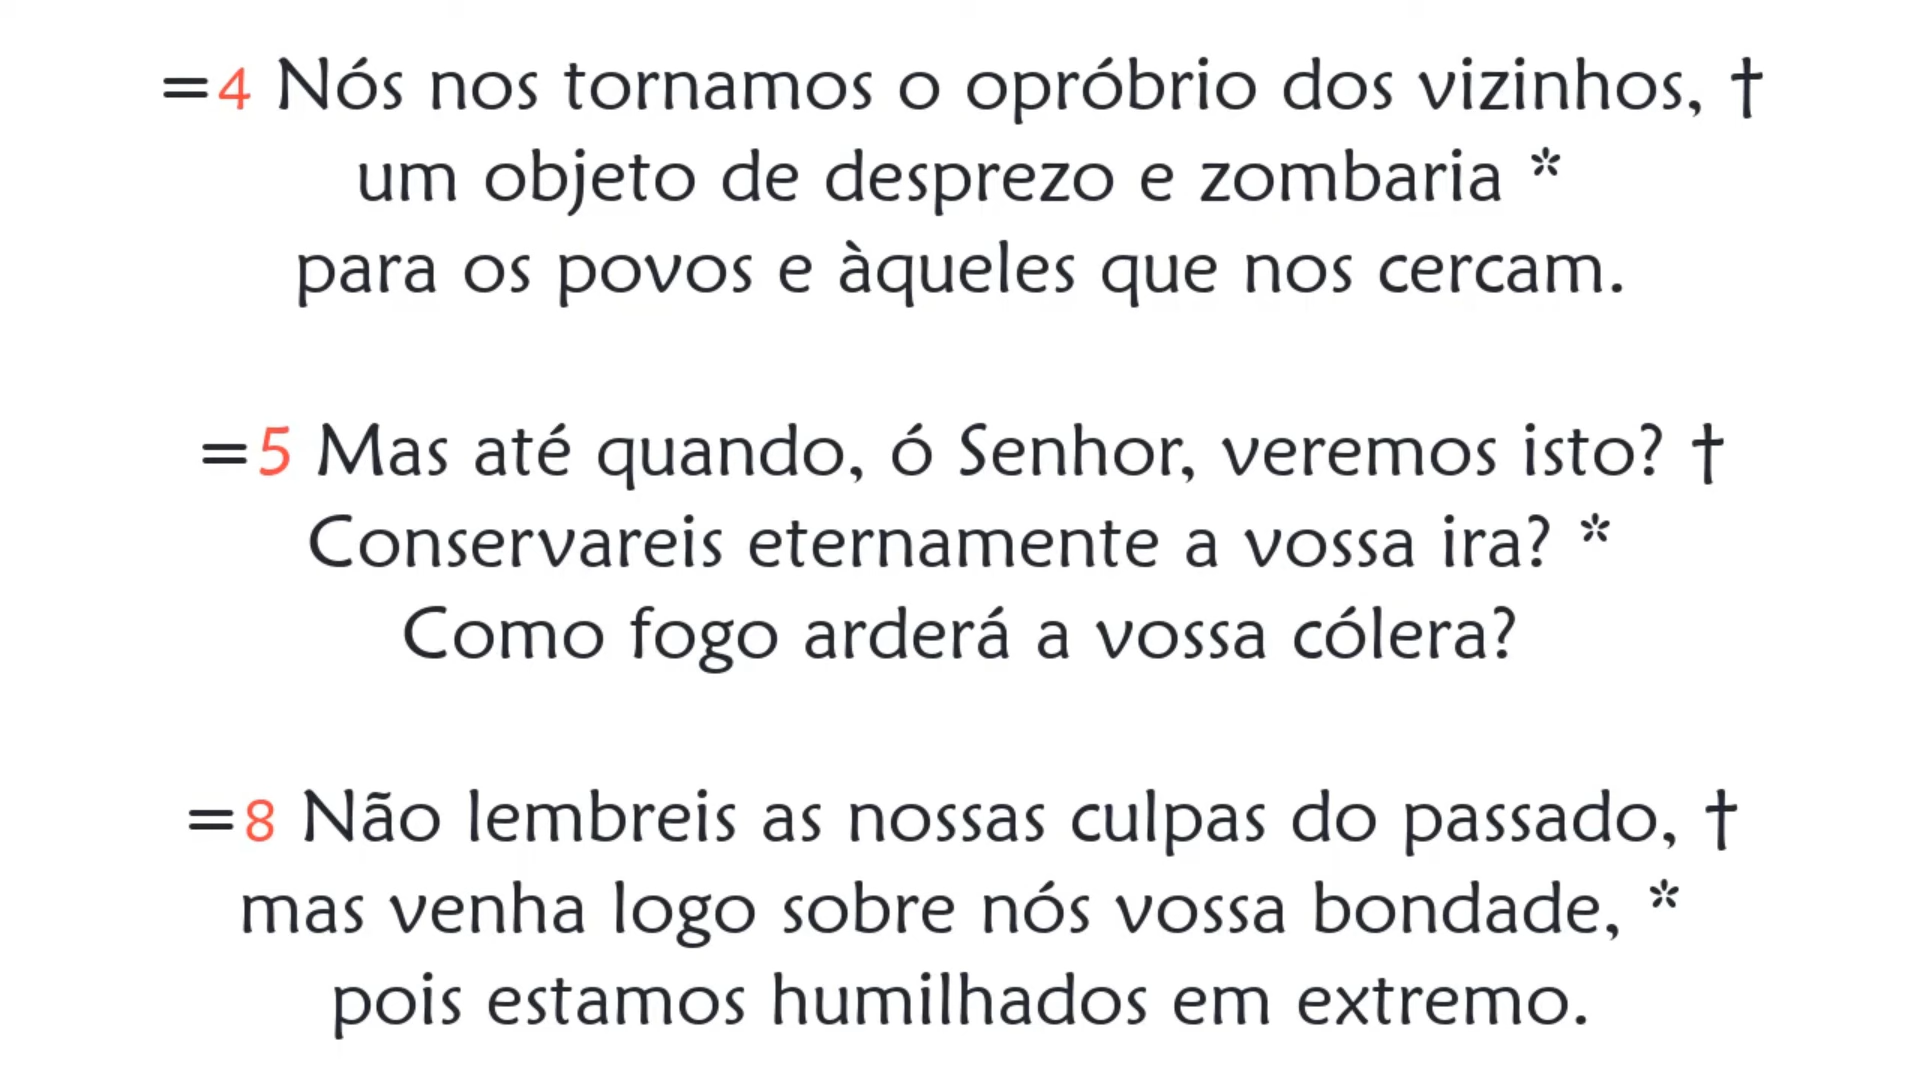 =4 Nós nos tornamos o opróbrio dos vizinhos, †
um objeto de desprezo e zombaria *
para os povos e àqueles que nos cercam.
=5 Mas até quando, ó Senhor, veremos isto? †
Conservareis eternamente a vossa ira? *
Como fogo arderá a vossa cólera?
=8 Não lembreis as nossas culpas do passado, †
mas venha logo sobre nós vossa bondade, *
pois estamos humilhados em extremo.